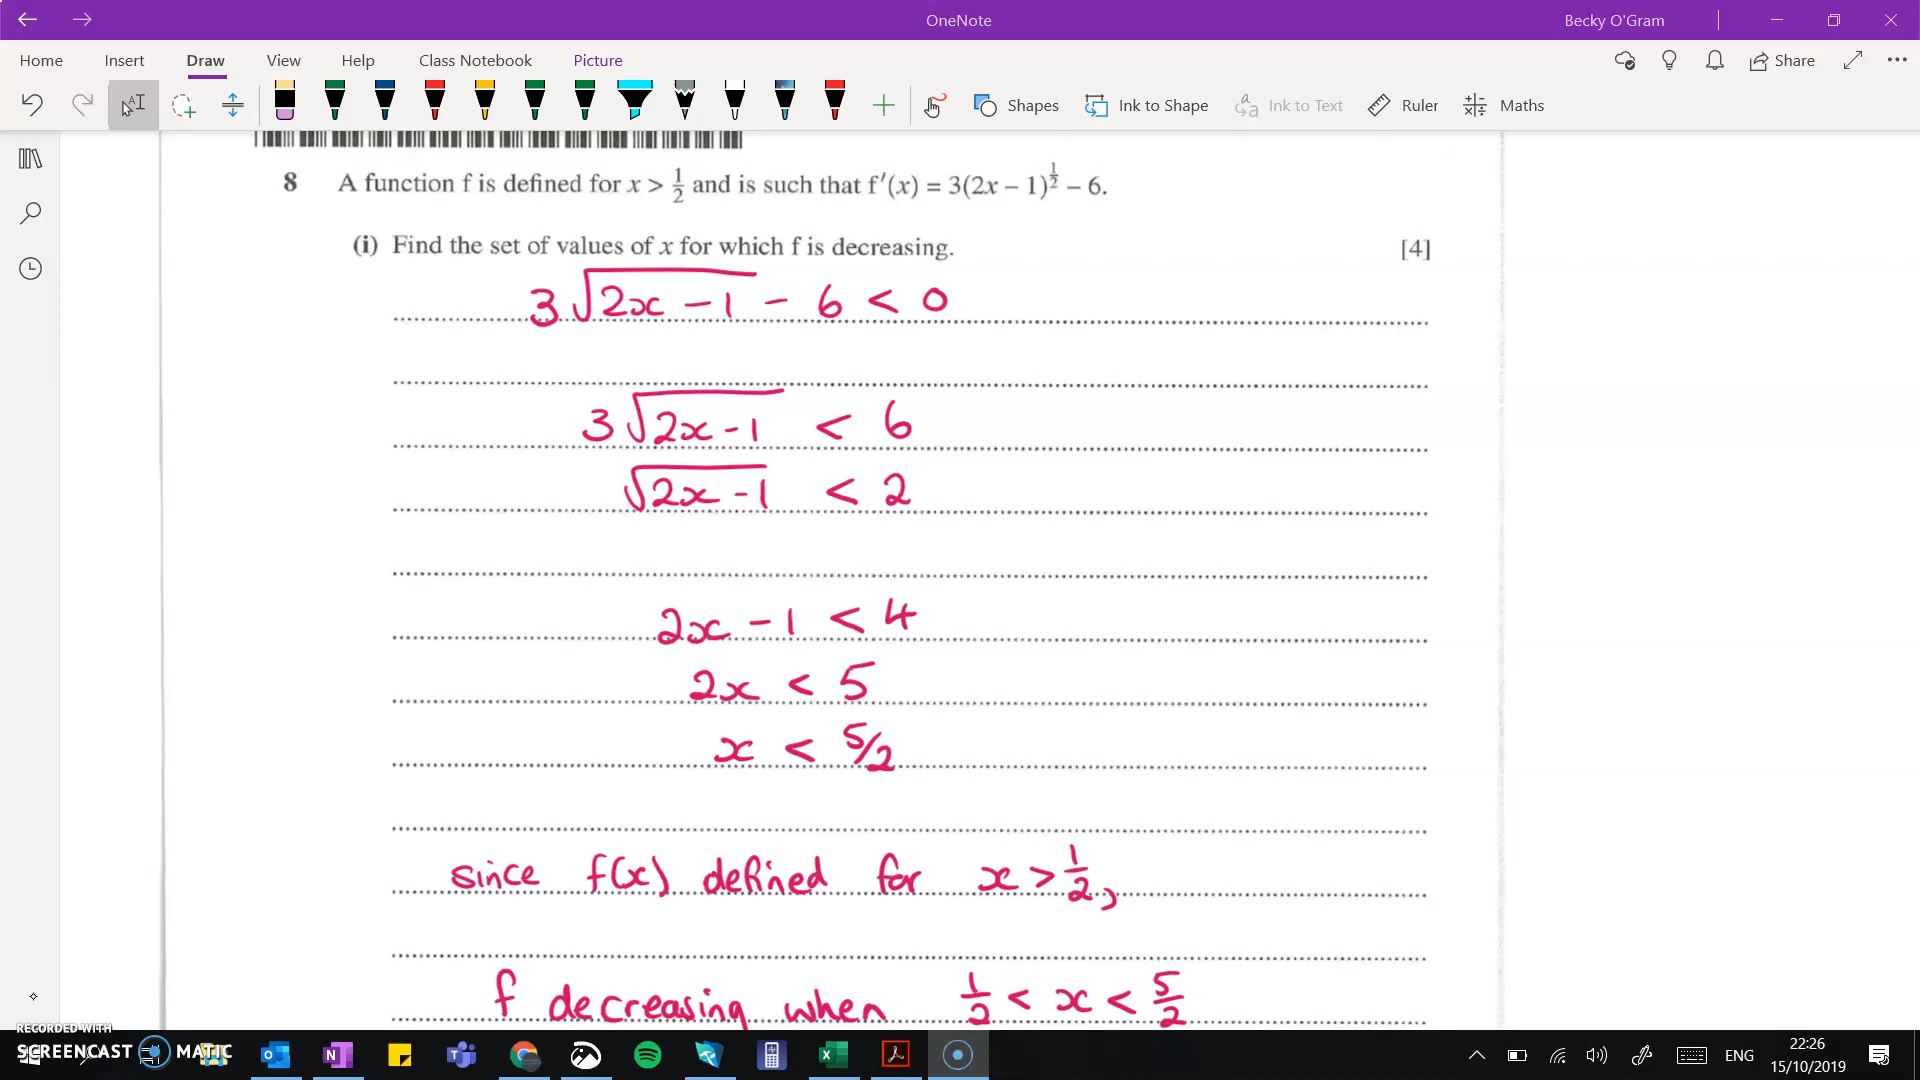 OneNote
Becky O'Gram
Home Insert Draw View Help Class Notebook Picture
Share
Shapes Ink to Shape Ink to Text Ruler Maths
8 A function f is defined for x > 1/2 and is such that f′(x) = 3(2x − 1)^(1/2) − 6.
(i) Find the set of values of x for which f is decreasing. [4]
3√(2x − 1) − 6 < 0
3√(2x − 1) < 6
√(2x − 1) < 2
2x − 1 < 4
2x < 5
x < 5/2
since f(x) defined for x > 1/2,
f decreasing when 1/2 < x < 5/2
RECORDED WITH
SCREENCAST MATIC
ENG
22:26
15/10/2019